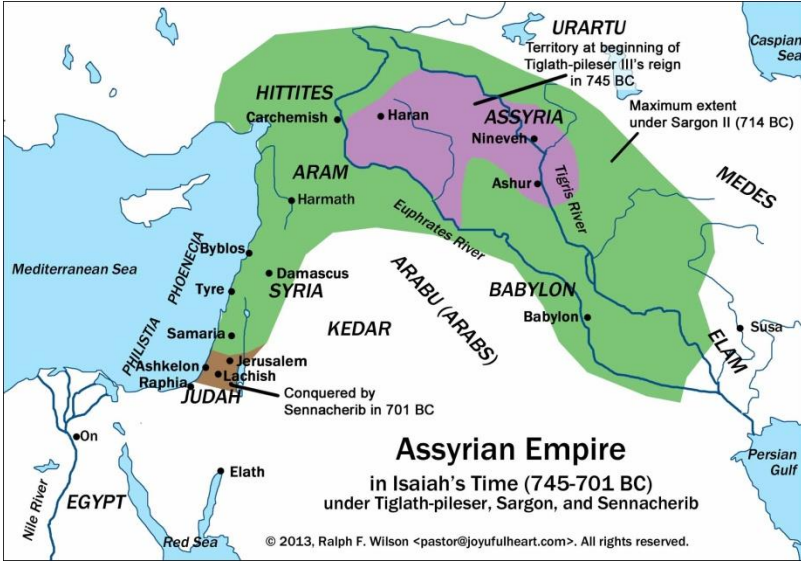 URARTU
Caspian
Sea
Territory at beginning of
Tiglath-pileser III's reign
in 745 BC
HITTITES
Carchemish
Haran
ASSYRIA
Nineveh
Maximum extent
under Sargon II (714 BC)
ARAM
Ashur
Tigris River
MEDES
Harmath
Euphrates River
Byblos
Mediterranean Sea
PHOENECIA
Damascus
Tyre
SYRIA
ARABU (ARABS)
BABYLON
Babylon
KEDAR
Samaria
PHILISTIA
Susa
ELAM
Ashkelon
Jerusalem
Lachish
Raphia
JUDAH
Conquered by
Sennacherib in 701 BC
On
Assyrian Empire
in Isaiah's Time (745-701 BC)
under Tiglath-pileser, Sargon, and Sennacherib
Persian
Gulf
Elath
EGYPT
Nile River
Red Sea
© 2013, Ralph F. Wilson <pastor@joyufulheart.com>. All rights reserved.